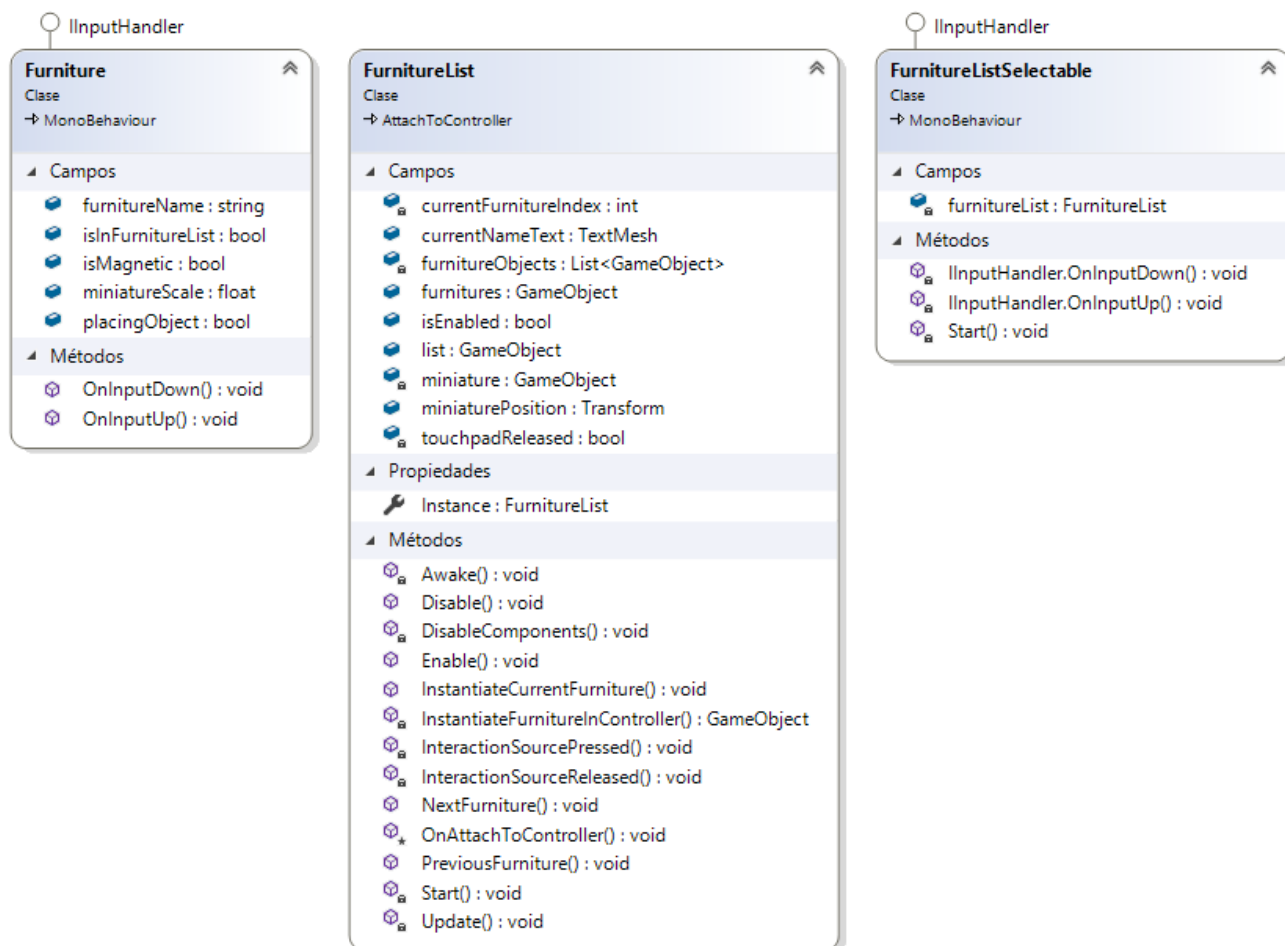 IInputHandler
Furniture
Clase
MonoBehaviour
Campos
furnitureName : string
isInFurnitureList : bool
isMagnetic : bool
miniatureScale : float
placingObject : bool
Métodos
OnInputDown() : void
OnInputUp() : void
FurnitureList
Clase
AttachToController
Campos
currentFurnitureIndex : int
currentNameText : TextMesh
furnitureObjects : List<GameObject>
furnitures : GameObject
isEnabled : bool
list : GameObject
miniature : GameObject
miniaturePosition : Transform
touchpadReleased : bool
Propiedades
Instance : FurnitureList
Métodos
Awake() : void
Disable() : void
DisableComponents() : void
Enable() : void
InstantiateCurrentFurniture() : void
InstantiateFurnitureInController() : GameObject
InteractionSourcePressed() : void
InteractionSourceReleased() : void
NextFurniture() : void
OnAttachToController() : void
PreviousFurniture() : void
Start() : void
Update() : void
IInputHandler
FurnitureListSelectable
Clase
MonoBehaviour
Campos
furnitureList : FurnitureList
Métodos
IInputHandler.OnInputDown() : void
IInputHandler.OnInputUp() : void
Start() : void